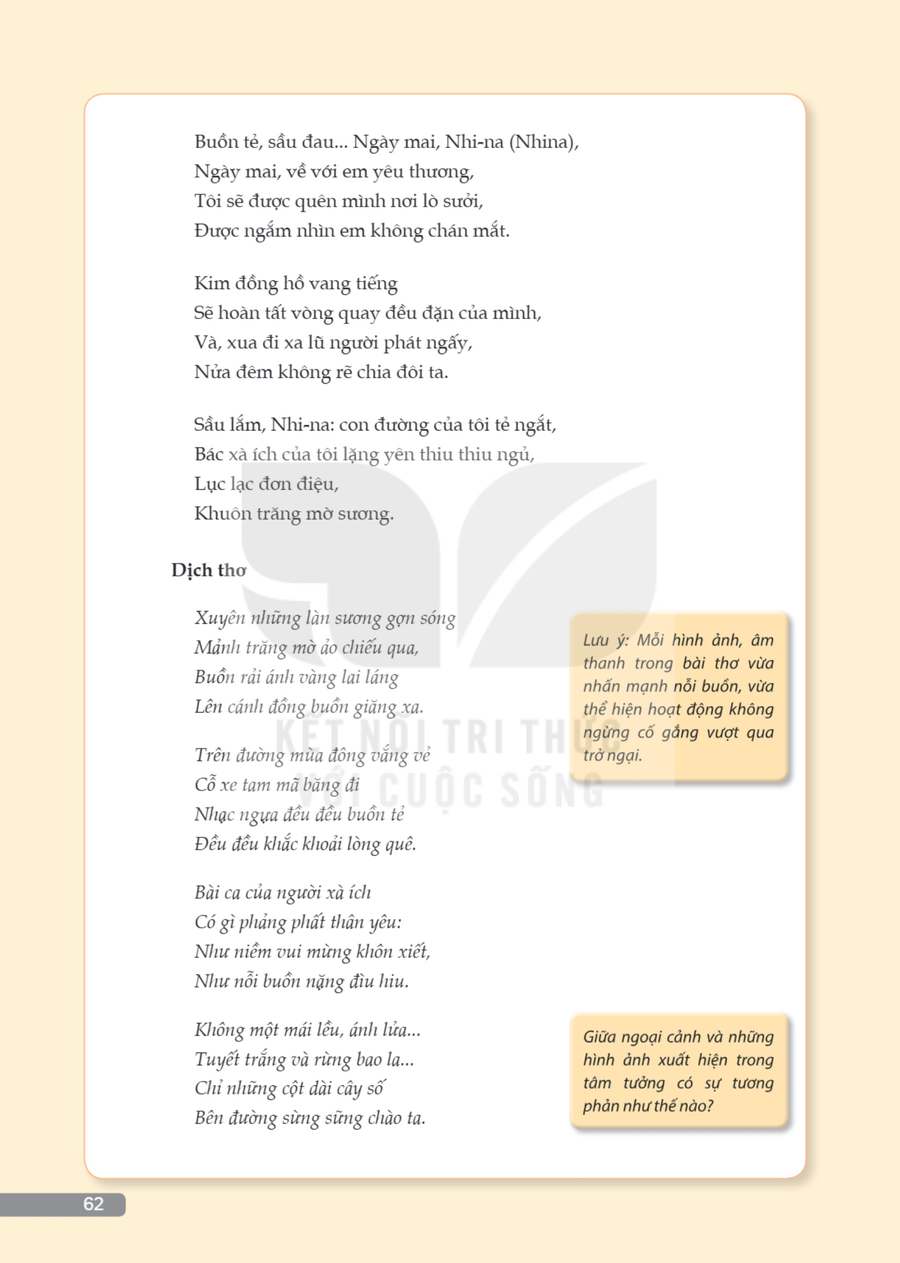 Buồn tẻ, sầu đau... Ngày mai, Nhi-na (Nhina),
Ngày mai, về với em yêu thương,
Tôi sẽ được quên mình nơi lò sưởi,
Được ngắm nhìn em không chán mắt.
Kim đồng hồ vang tiếng
Sẽ hoàn tất vòng quay đều đặn của mình,
Và, xua đi xa lũ người phát ngấy,
Nửa đêm không rẽ chia đôi ta.
Sầu lắm, Nhi-na: con đường của tôi tẻ ngắt,
Bác xà ích của tôi lặng yên thiu thiu ngủ,
Lục lạc đơn điệu,
Khuôn trăng mờ sương.
Dịch thơ
Xuyên những làn sương gợn sóng
Mảnh trăng mờ ảo chiếu qua,
Buồn rải ánh vàng lai láng
Lên cánh đồng buồn giăng xa.
Trên đường mùa đông vắng vẻ
Cỗ xe tam mã băng đi
Nhạc ngựa đều đều buồn tẻ
Đều đều khắc khoải lòng quê.
Bài ca của người xà ích
Có gì phảng phất thân yêu:
Như niềm vui mừng khôn xiết,
Như nỗi buồn nặng đìu hiu.
Không một mái lều, ánh lửa...
Tuyết trắng và rừng bao la...
Chỉ những cột dài cây số
Bên đường sừng sững chào ta.
Lưu ý: Mỗi hình ảnh, âm
thanh trong bài thơ vừa
nhấn mạnh nỗi buồn, vừa
thể hiện hoạt động không
ngừng cố gắng vượt qua
trở ngại.
Giữa ngoại cảnh và những
hình ảnh xuất hiện trong
tâm tưởng có sự tương
phản như thế nào?
KẾT NỐI TRI THỨC
VỚI CUỘC SỐNG
62